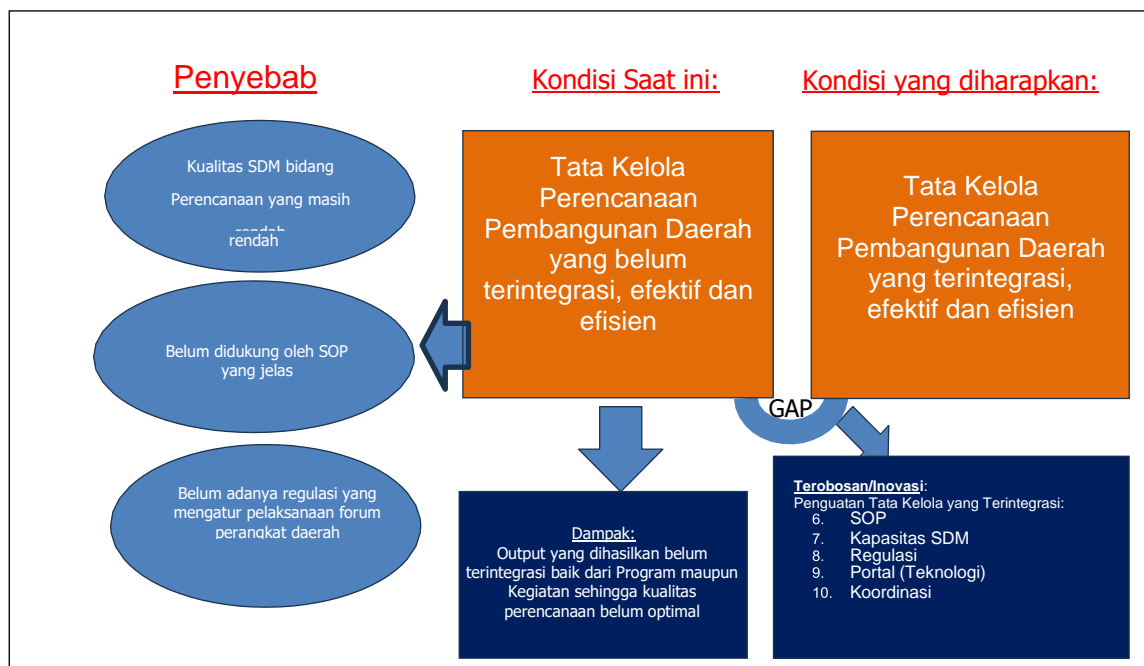 Penyebab
Kualitas SDM bidang
Perencanaan yang masih
rendah
rendah
Belum didukung oleh SOP
yang jelas
Belum adanya regulasi yang
mengatur pelaksanaan forum
perangkat daerah
Kondisi Saat ini:
Tata Kelola
Perencanaan
Pembangunan Daerah
yang belum
terintegrasi, efektif dan
efisien
Kondisi yang diharapkan:
Tata Kelola
Perencanaan
Pembangunan Daerah
yang terintegrasi,
efektif dan efisien
GAP
Dampak:
Output yang dihasilkan belum
terintegrasi baik dari Program maupun
Kegiatan sehingga kualitas
perencanaan belum optimal
Terobosan/Inovasi:
Penguatan Tata Kelola yang Terintegrasi:
6. SOP
7. Kapasitas SDM
8. Regulasi
9. Portal (Teknologi)
10. Koordinasi